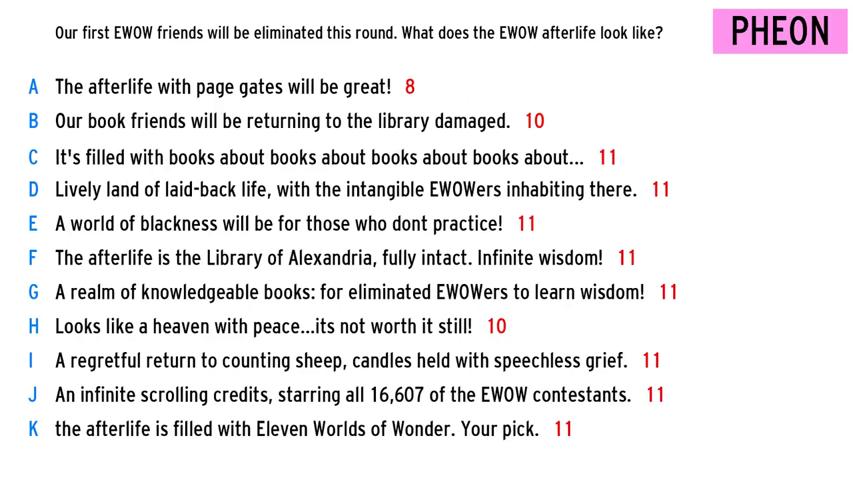 Our first EWOW friends will be eliminated this round. What does the EWOW afterlife look like?
PHEON
A The afterlife with page gates will be great! 8
B Our book friends will be returning to the library damaged. 10
C It's filled with books about books about books about books about... 11
D Lively land of laid-back life, with the intangible EWOWers inhabiting there. 11
E A world of blackness will be for those who dont practice! 11
F The afterlife is the Library of Alexandria, fully intact. Infinite wisdom! 11
G A realm of knowledgeable books: for eliminated EWOWers to learn wisdom! 11
H Looks like a heaven with peace...its not worth it still! 10
I A regretful return to counting sheep, candles held with speechless grief. 11
J An infinite scrolling credits, starring all 16,607 of the EWOW contestants. 11
K the afterlife is filled with Eleven Worlds of Wonder. Your pick. 11